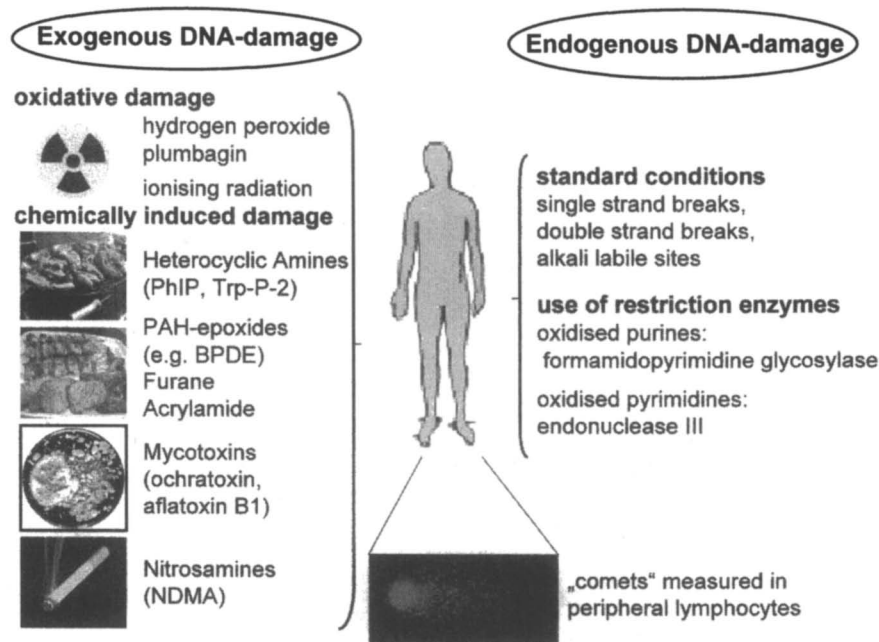 Exogenous DNA-damage
oxidative damage
hydrogen peroxide
plumbagin
ionising radiation
chemically induced damage
Heterocyclic Amines
(PhIP, Trp-P-2)
PAH-epoxides
(e.g. BPDE)
Furane
Acrylamide
Mycotoxins
(ochratoxin,
aflatoxin B1)
Nitrosamines
(NDMA)
Endogenous DNA-damage
standard conditions
single strand breaks,
double strand breaks,
alkali labile sites
use of restriction enzymes
oxidised purines:
formamidopyrimidine glycosylase
oxidised pyrimidines:
endonuclease III
„comets“ measured in
peripheral lymphocytes